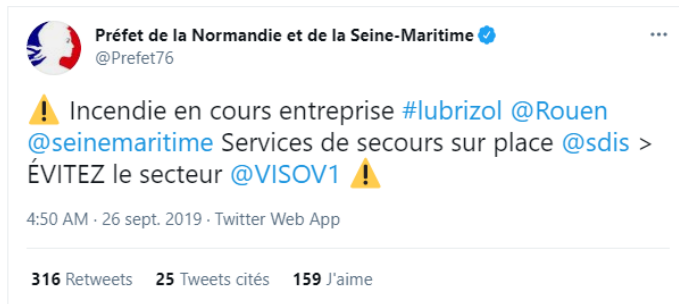 Préfet de la Normandie et de la Seine-Maritime
@Prefet76
⚠️ Incendie en cours entreprise #lubrizol @Rouen
@seinemaritime Services de secours sur place @sdis >
ÉVITEZ le secteur @VISOV1 ⚠️
4:50 AM · 26 sept. 2019 · Twitter Web App
316 Retweets 25 Tweets cités 159 J'aime